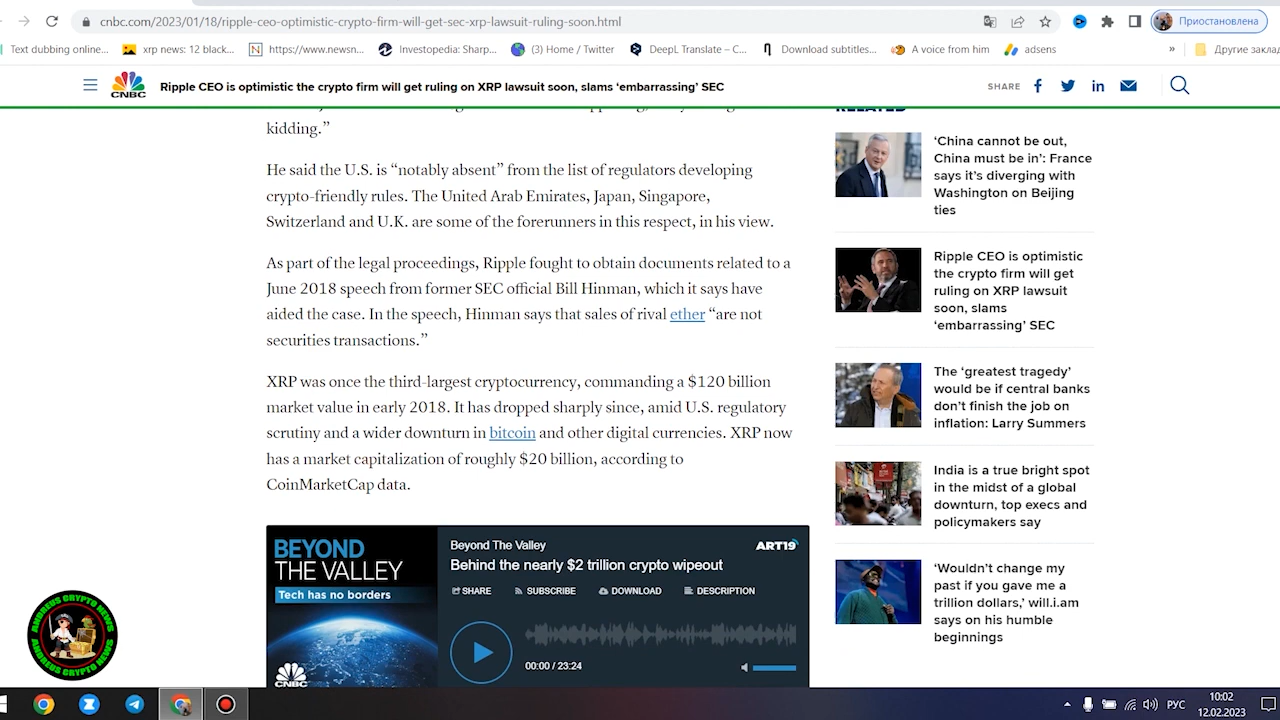 cnbc.com/2023/01/18/ripple-ceo-optimistic-crypto-firm-will-get-sec-xrp-lawsuit-ruling-soon.html
Приостановлена
Text dubbing online...
xrp news: 12 black...
https://www.newsn...
Investopedia: Sharp...
(3) Home / Twitter
DeepL Translate – C...
Download subtitles...
A voice from him
adsens
»
Другие заклад
CNBC
Ripple CEO is optimistic the crypto firm will get ruling on XRP lawsuit soon, slams ‘embarrassing’ SEC
SHARE
kidding.”
He said the U.S. is “notably absent” from the list of regulators developing
crypto-friendly rules. The United Arab Emirates, Japan, Singapore,
Switzerland and U.K. are some of the forerunners in this respect, in his view.
As part of the legal proceedings, Ripple fought to obtain documents related to a
June 2018 speech from former SEC official Bill Hinman, which it says have
aided the case. In the speech, Hinman says that sales of rival ether “are not
securities transactions.”
XRP was once the third-largest cryptocurrency, commanding a $120 billion
market value in early 2018. It has dropped sharply since, amid U.S. regulatory
scrutiny and a wider downturn in bitcoin and other digital currencies. XRP now
has a market capitalization of roughly $20 billion, according to
CoinMarketCap data.
BEYOND
THE VALLEY
Tech has no borders
CNBC
Beyond The Valley
ART19
Behind the nearly $2 trillion crypto wipeout
SHARE
SUBSCRIBE
DOWNLOAD
DESCRIPTION
00:00 / 23:24
RELATED
‘China cannot be out,
China must be in’: France
says it’s diverging with
Washington on Beijing
ties
Ripple CEO is optimistic
the crypto firm will get
ruling on XRP lawsuit
soon, slams
‘embarrassing’ SEC
The ‘greatest tragedy’
would be if central banks
don’t finish the job on
inflation: Larry Summers
India is a true bright spot
in the midst of a global
downturn, top execs and
policymakers say
‘Wouldn’t change my
past if you gave me a
trillion dollars,’ will.i.am
says on his humble
beginnings
ANDREUS CRYPTO NEWS
ANDREUS CRYPTO NEWS
РУС
10:02
12.02.2023